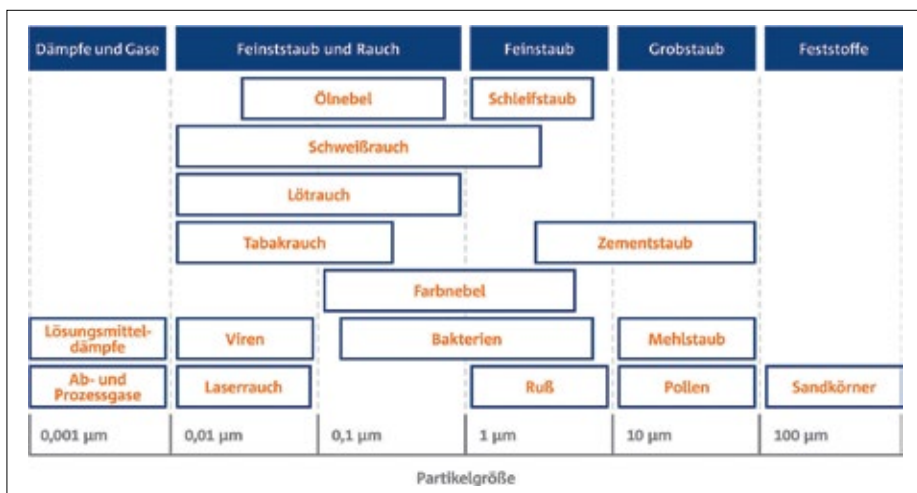 Dämpfe und Gase
Feinststaub und Rauch
Feinstaub
Grobstaub
Feststoffe
Ölnebel
Schleifstaub
Schweißrauch
Lötrauch
Tabakrauch
Zementstaub
Farbnebel
Lösungsmittel-
dämpfe
Viren
Bakterien
Mehlstaub
Ab- und
Prozessgase
Laserrauch
Ruß
Pollen
Sandkörner
0,001 µm
0,01 µm
0,1 µm
1 µm
10 µm
100 µm
Partikelgröße